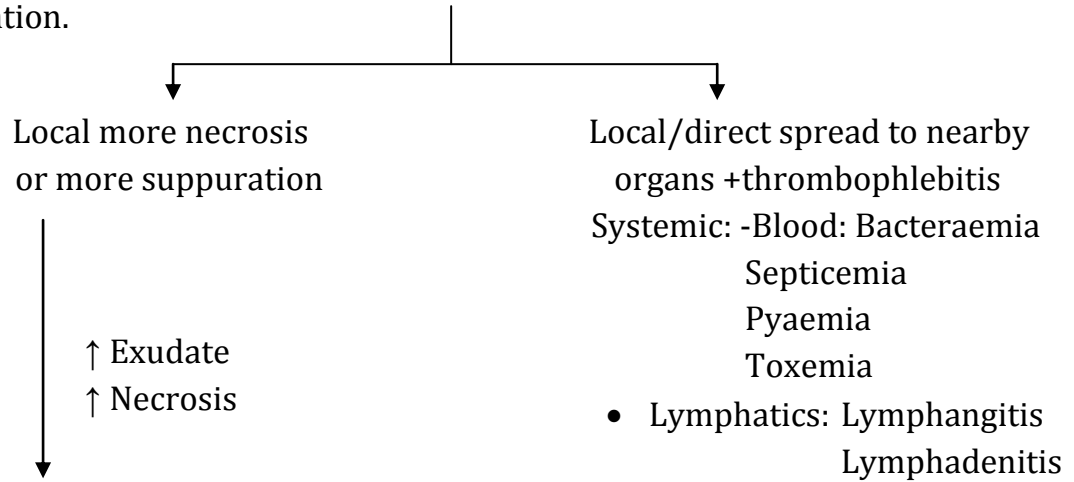 Local more necrosis
or more suppuration
↑ Exudate
↑ Necrosis
Local/direct spread to nearby
organs +thrombophlebitis
Systemic: -Blood: Bacteraemia
Septicemia
Pyaemia
Toxemia
• Lymphatics: Lymphangitis
Lymphadenitis